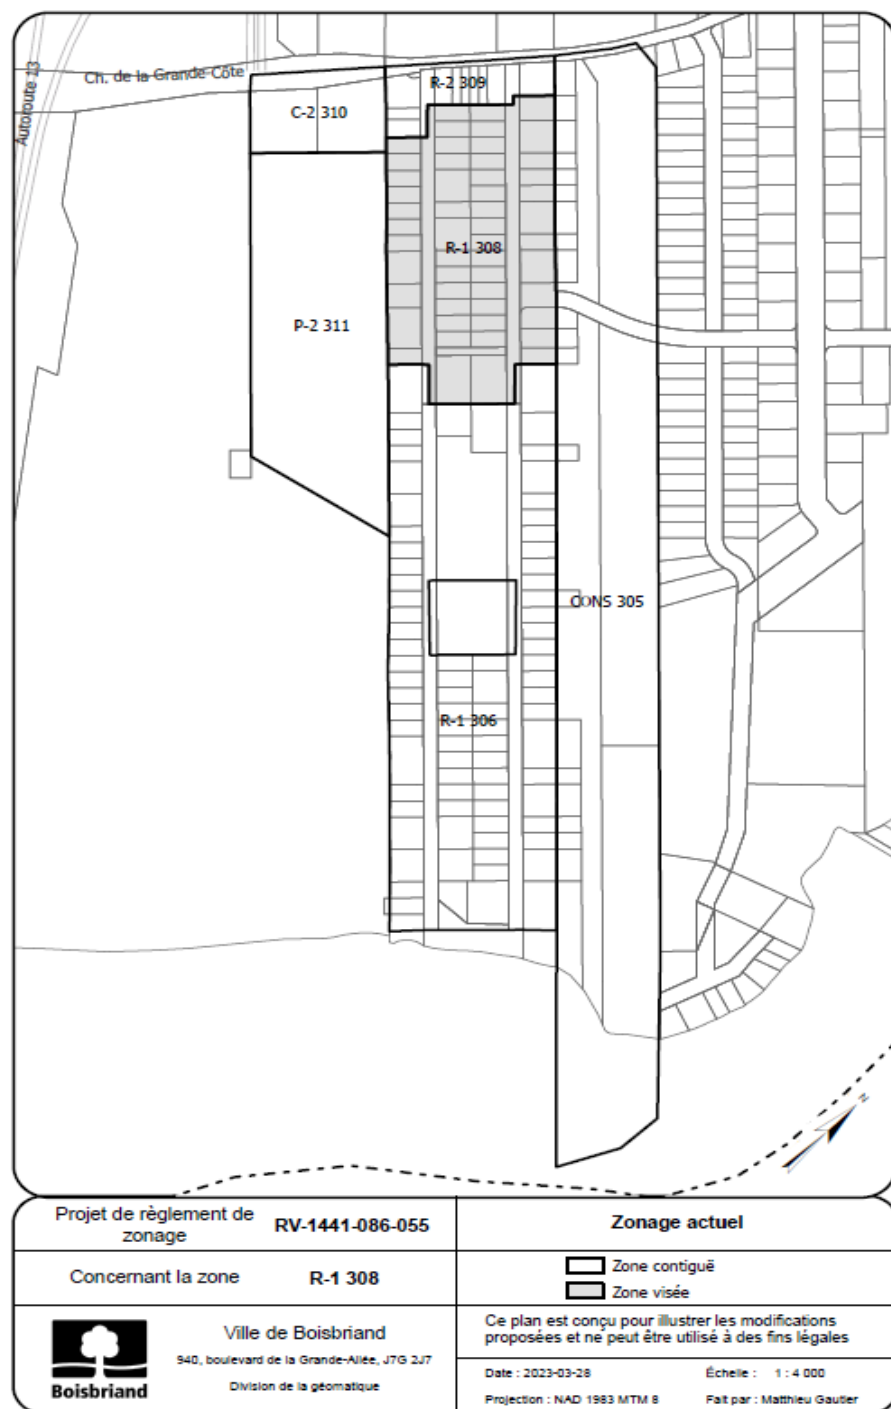 Autoroute 13
Ch. de la Grande-Côte
R-2 309
C-2 310
R-1 308
P-2 311
CONS 305
R-1 306
N
Projet de règlement de
zonage
RV-1441-086-055
Zonage actuel
Concernant la zone
R-1 308
Zone contiguë
Zone visée
Boisbriand
Ville de Boisbriand
940, boulevard de la Grande-Allée, J7G 2J7
Division de la géomatique
Ce plan est conçu pour illustrer les modifications
proposées et ne peut être utilisé à des fins légales
Date : 2023-03-28
Échelle : 1 : 4 000
Projection : NAD 1983 MTM 8
Fait par : Matthieu Gautier